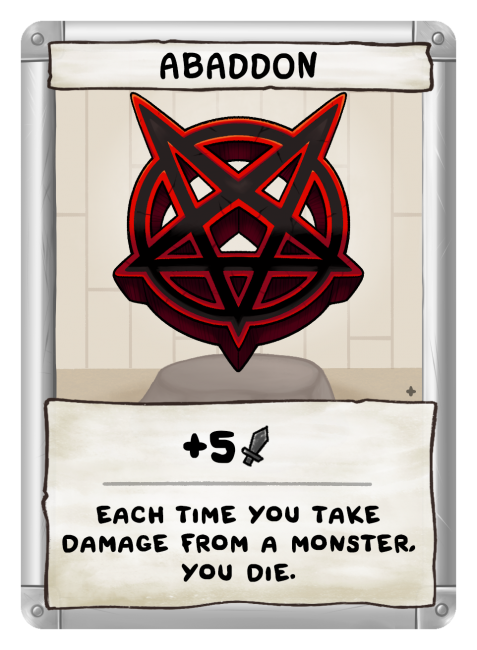 ABADDON
+5
EACH TIME YOU TAKE
DAMAGE FROM A MONSTER,
YOU DIE.